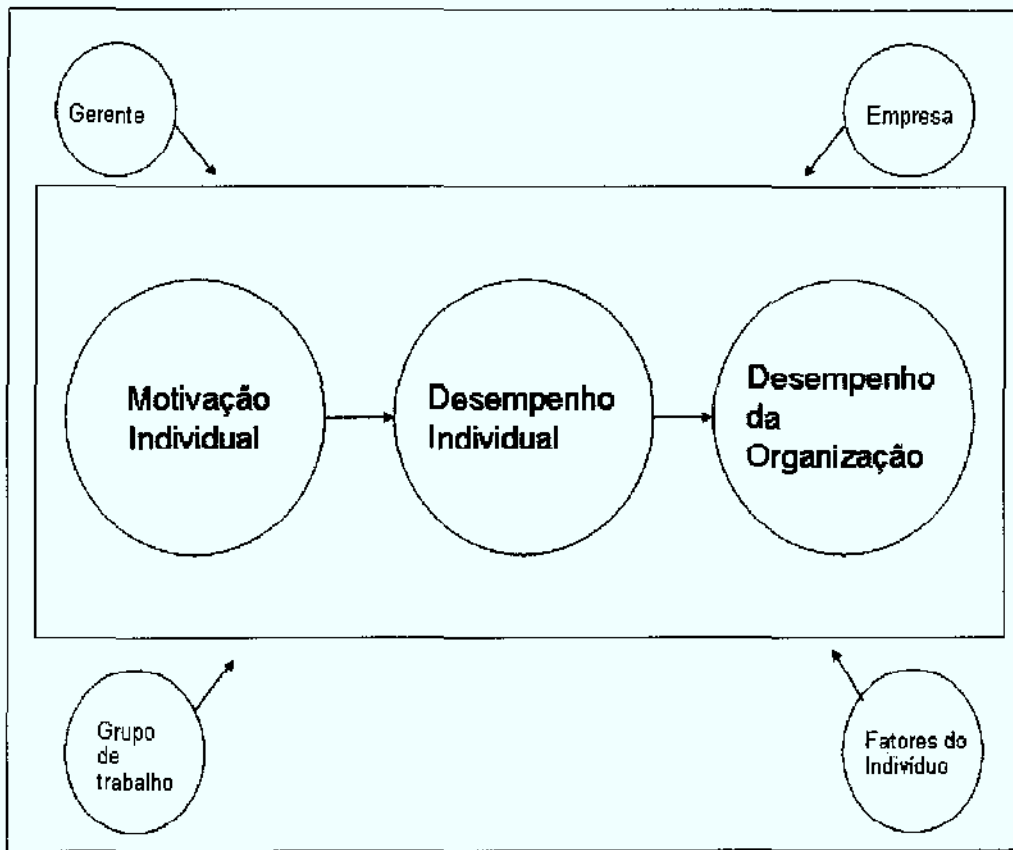 Gerente
Empresa
Motivação
Individual
Desempenho
Individual
Desempenho
da
Organização
Grupo
de
trabalho
Fatores do
Indivíduo